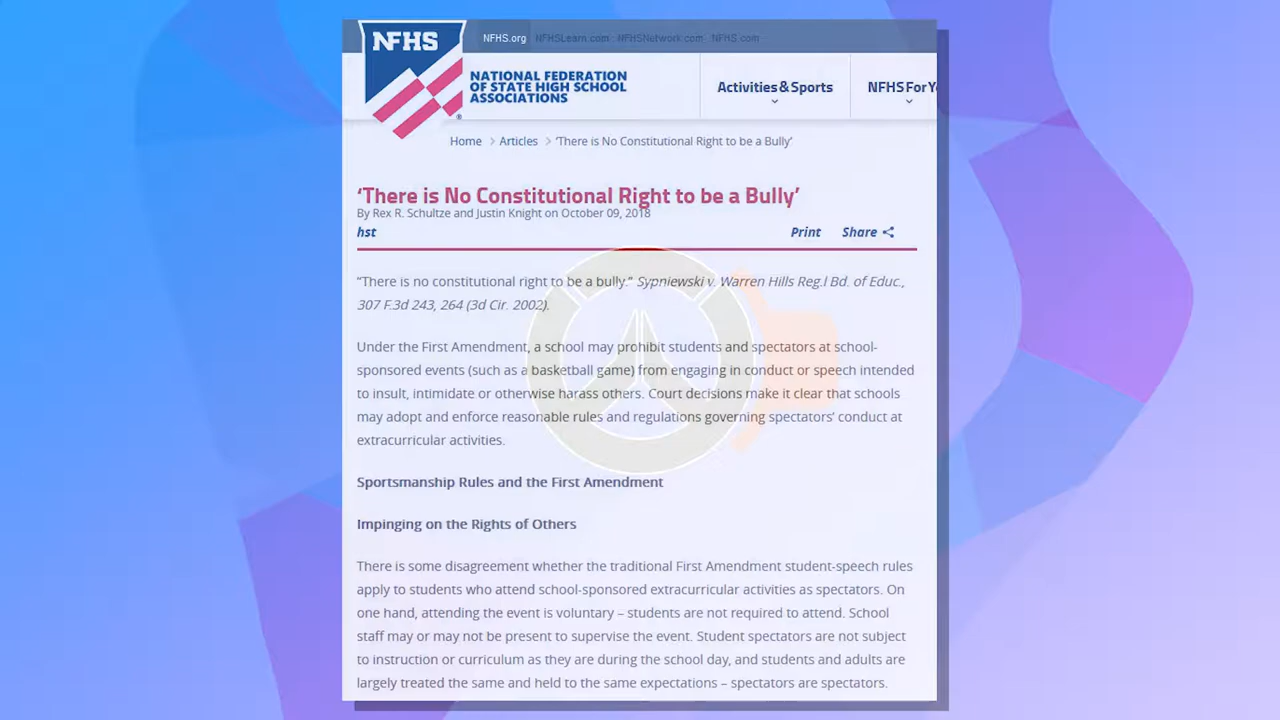 NFHS
NFHS.org NFHSLearn.com NFHSNetwork.com NFHS.com
NATIONAL FEDERATION
OF STATE HIGH SCHOOL
ASSOCIATIONS
®
Activities & Sports
NFHS For Y
Home > Articles > ‘There is No Constitutional Right to be a Bully’
‘There is No Constitutional Right to be a Bully’
By Rex R. Schultze and Justin Knight on October 09, 2018
hst
Print Share
“There is no constitutional right to be a bully.” Sypniewski v. Warren Hills Reg.l Bd. of Educ.,
307 F.3d 243, 264 (3d Cir. 2002).
Under the First Amendment, a school may prohibit students and spectators at school-
sponsored events (such as a basketball game) from engaging in conduct or speech intended
to insult, intimidate or otherwise harass others. Court decisions make it clear that schools
may adopt and enforce reasonable rules and regulations governing spectators’ conduct at
extracurricular activities.
Sportsmanship Rules and the First Amendment
Impinging on the Rights of Others
There is some disagreement whether the traditional First Amendment student-speech rules
apply to students who attend school-sponsored extracurricular activities as spectators. On
one hand, attending the event is voluntary – students are not required to attend. School
staff may or may not be present to supervise the event. Student spectators are not subject
to instruction or curriculum as they are during the school day, and students and adults are
largely treated the same and held to the same expectations – spectators are spectators.